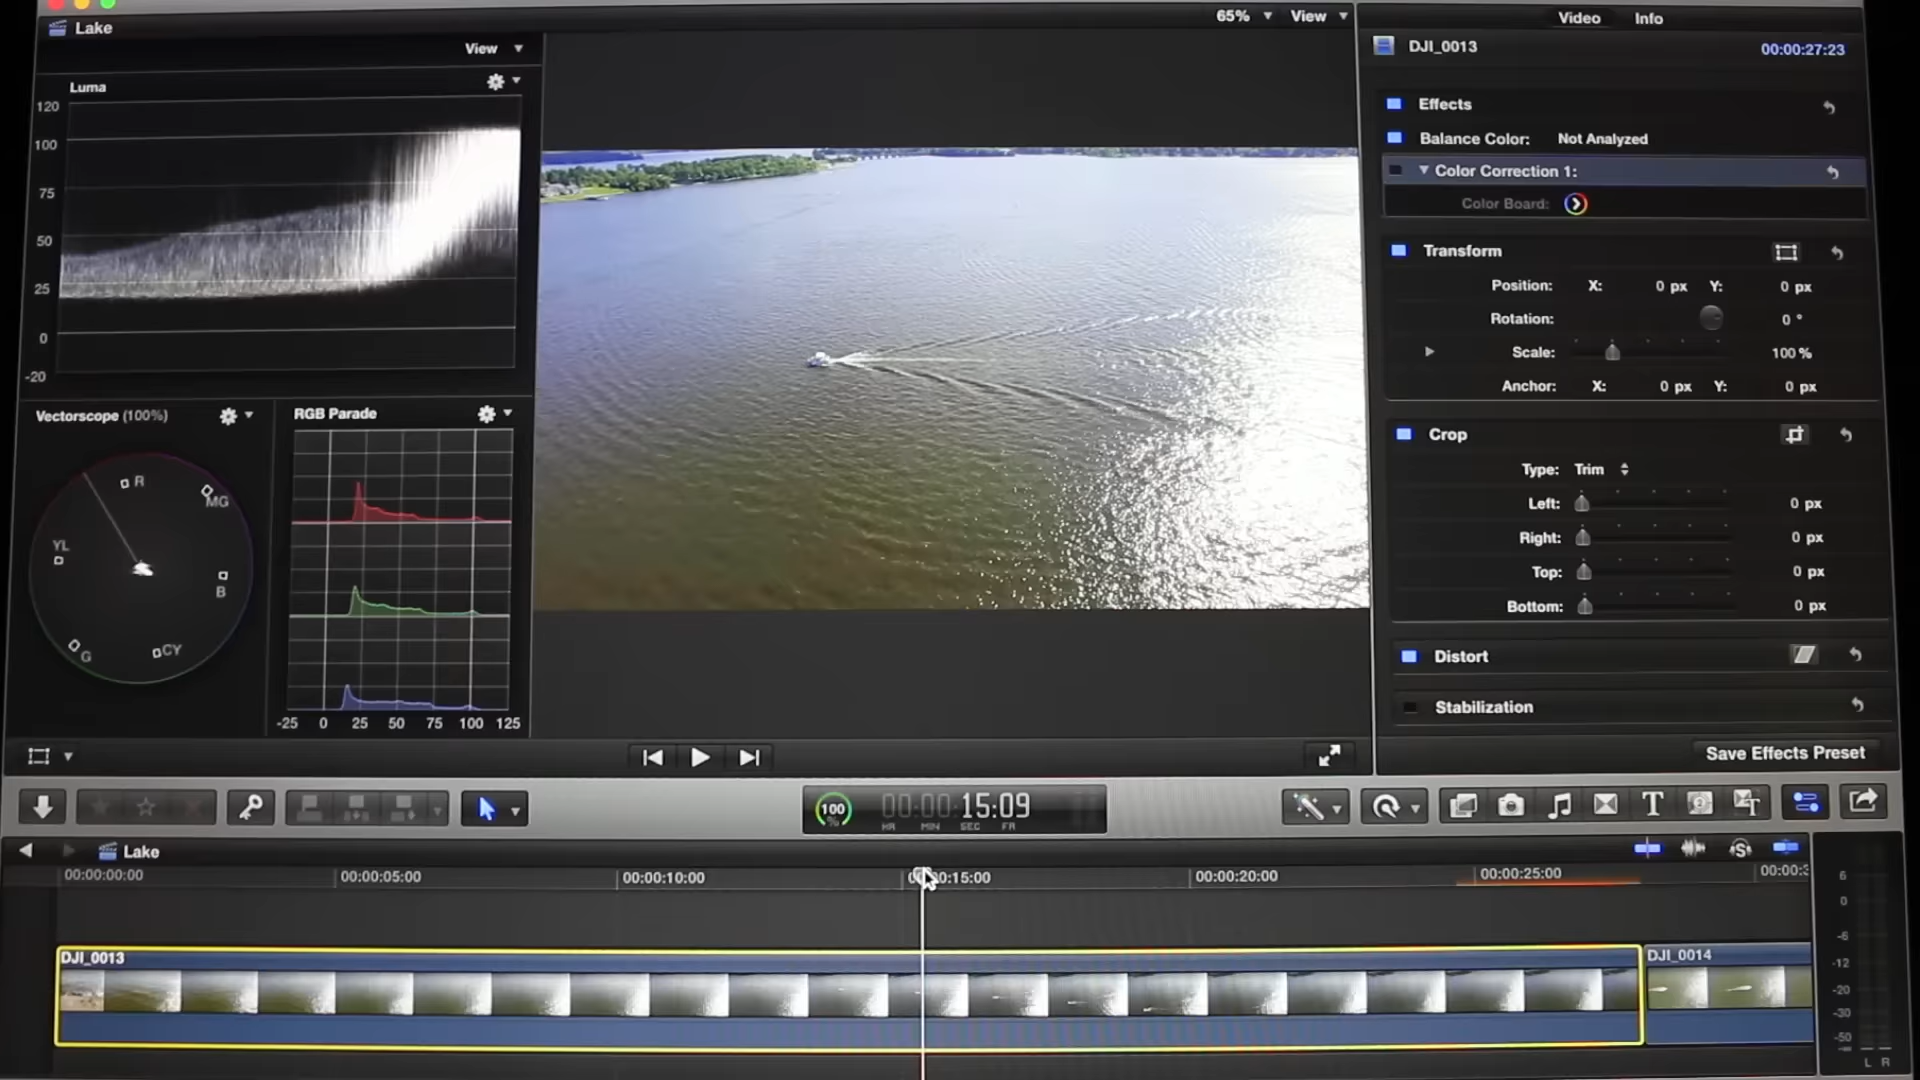 Lake
65% View
Video Info
View
DJI_0013 00:00:27:23
Luma
120
100
75
50
25
0
-20
Effects
Balance Color: Not Analyzed
Color Correction 1:
Color Board:
Transform
Position: X: 0 px Y: 0 px
Rotation: 0 °
Scale: 100 %
Anchor: X: 0 px Y: 0 px
Crop
Type: Trim
Left: 0 px
Right: 0 px
Top: 0 px
Bottom: 0 px
Distort
Stabilization
Save Effects Preset
Vectorscope (100%)
R
MG
YL
B
G
CY
RGB Parade
-25 0 25 50 75 100 125
100
%
00:00:15:09
HR MIN SEC FR
T
Lake
00:00:00:00 00:00:05:00 00:00:10:00 15:00 00:00:20:00 00:00:25:00
DJI_0013
DJI_0014
6
0
-6
-12
-20
-30
-50
L R